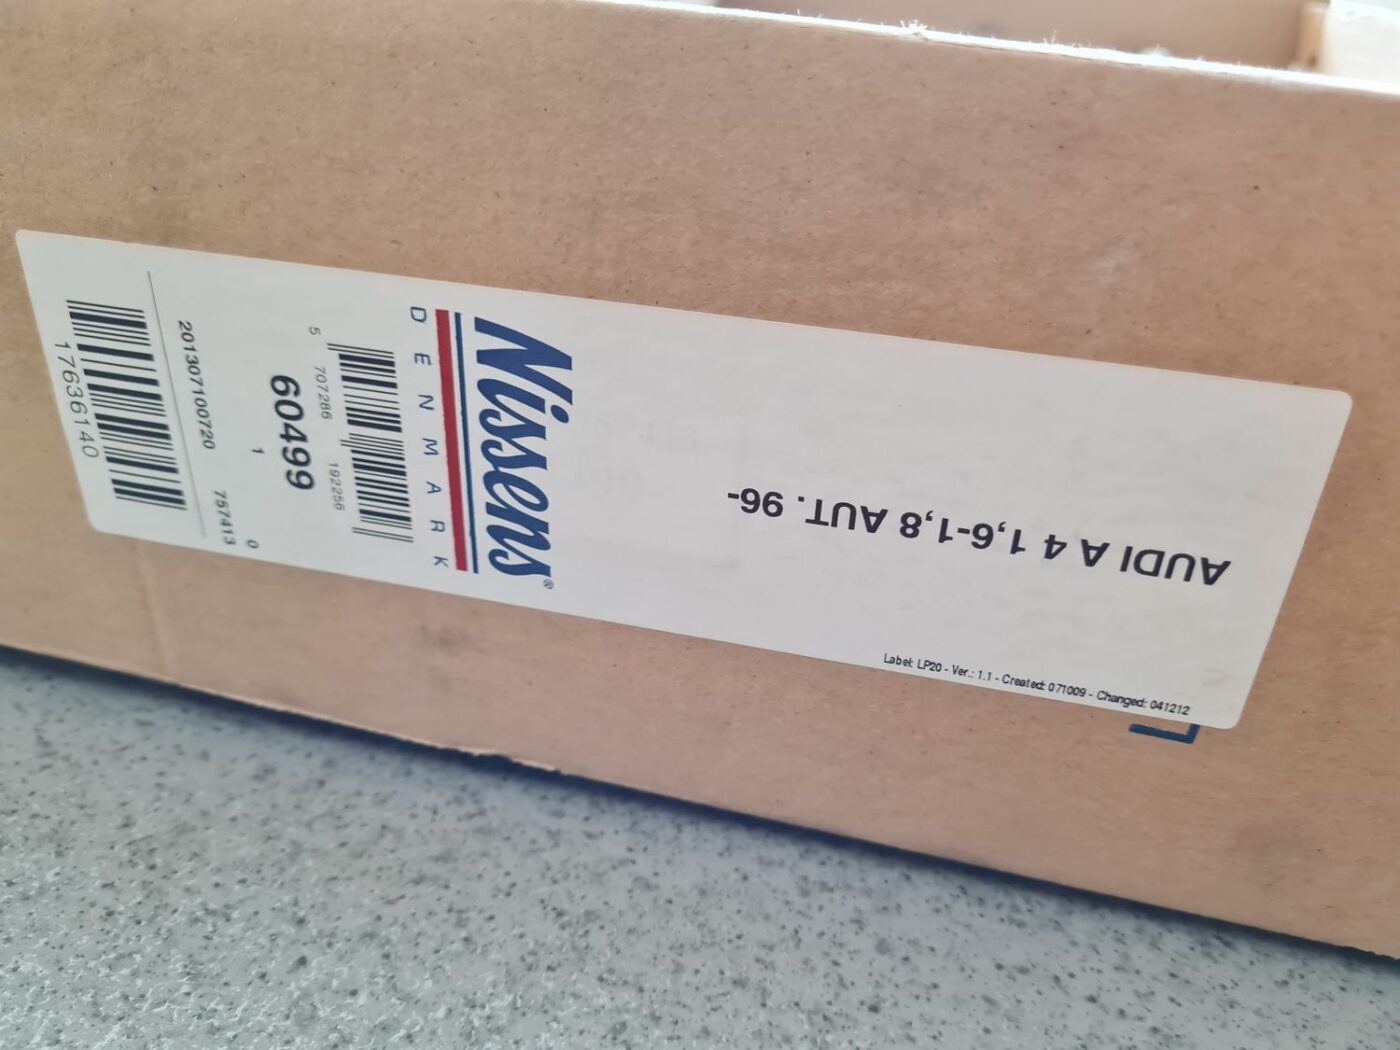 Nissens®
DENMARK
5 707286 192256
60499
1
0
201307100720 757413
17636140
AUDI A 4 1,6-1,8 AUT. 96-
Label: LP20 - Ver.: 1.1 - Created: 071009 - Changed: 041212